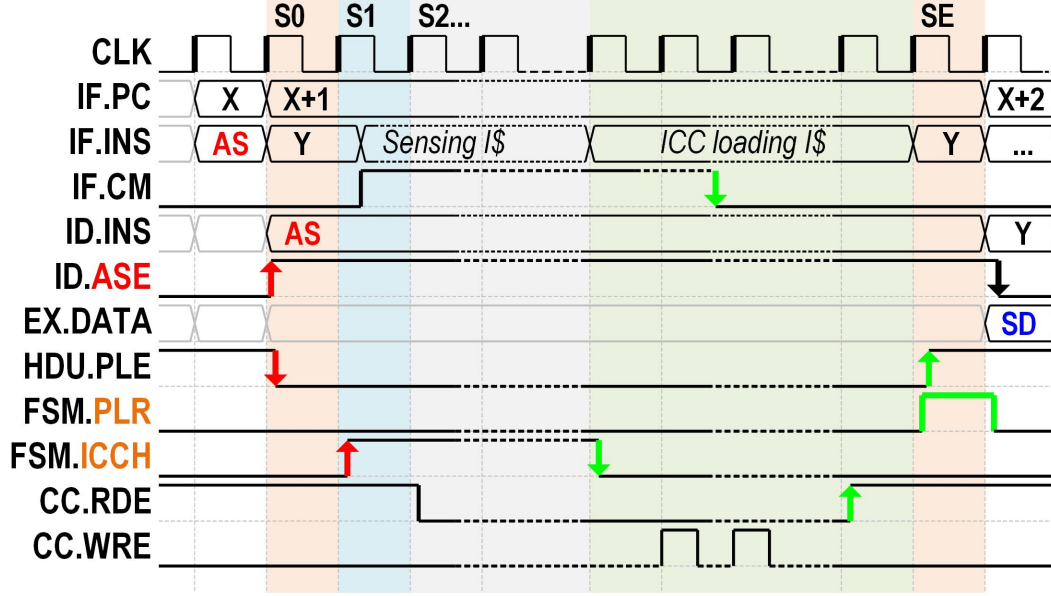 S0 S1 S2... SE
CLK
IF.PC X X+1 X+2
IF.INS AS Y Sensing I$ ICC loading I$ Y ...
IF.CM
ID.INS AS Y
ID.ASE
EX.DATA SD
HDU.PLE
FSM.PLR
FSM.ICCH
CC.RDE
CC.WRE